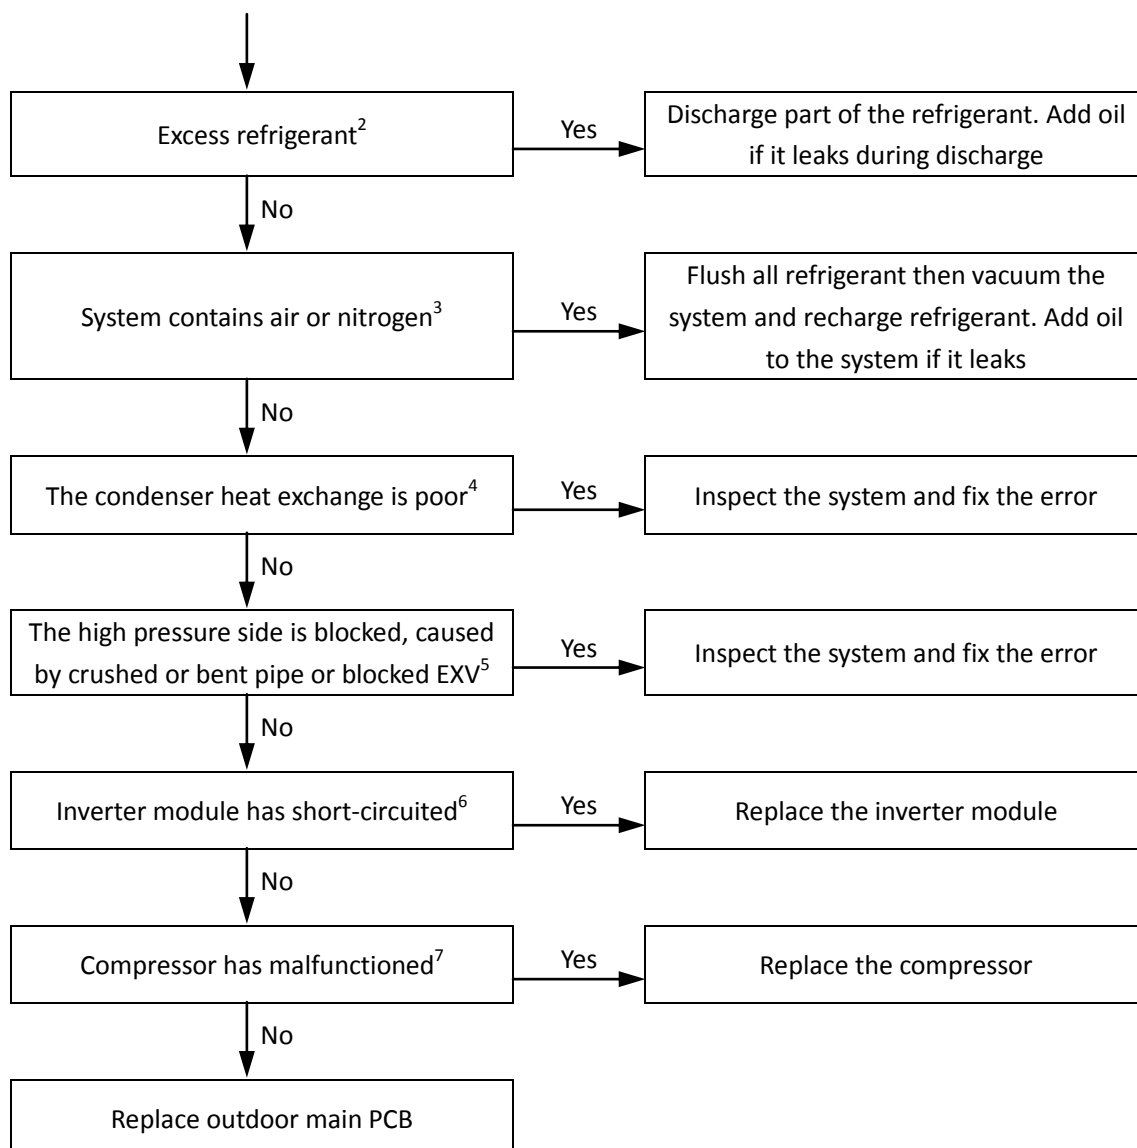 Excess refrigerant²
Yes
Discharge part of the refrigerant. Add oil
if it leaks during discharge
No
System contains air or nitrogen³
Yes
Flush all refrigerant then vacuum the
system and recharge refrigerant. Add oil
to the system if it leaks
No
The condenser heat exchange is poor⁴
Yes
Inspect the system and fix the error
No
The high pressure side is blocked, caused
by crushed or bent pipe or blocked EXV⁵
Yes
Inspect the system and fix the error
No
Inverter module has short-circuited⁶
Yes
Replace the inverter module
No
Compressor has malfunctioned⁷
Yes
Replace the compressor
No
Replace outdoor main PCB